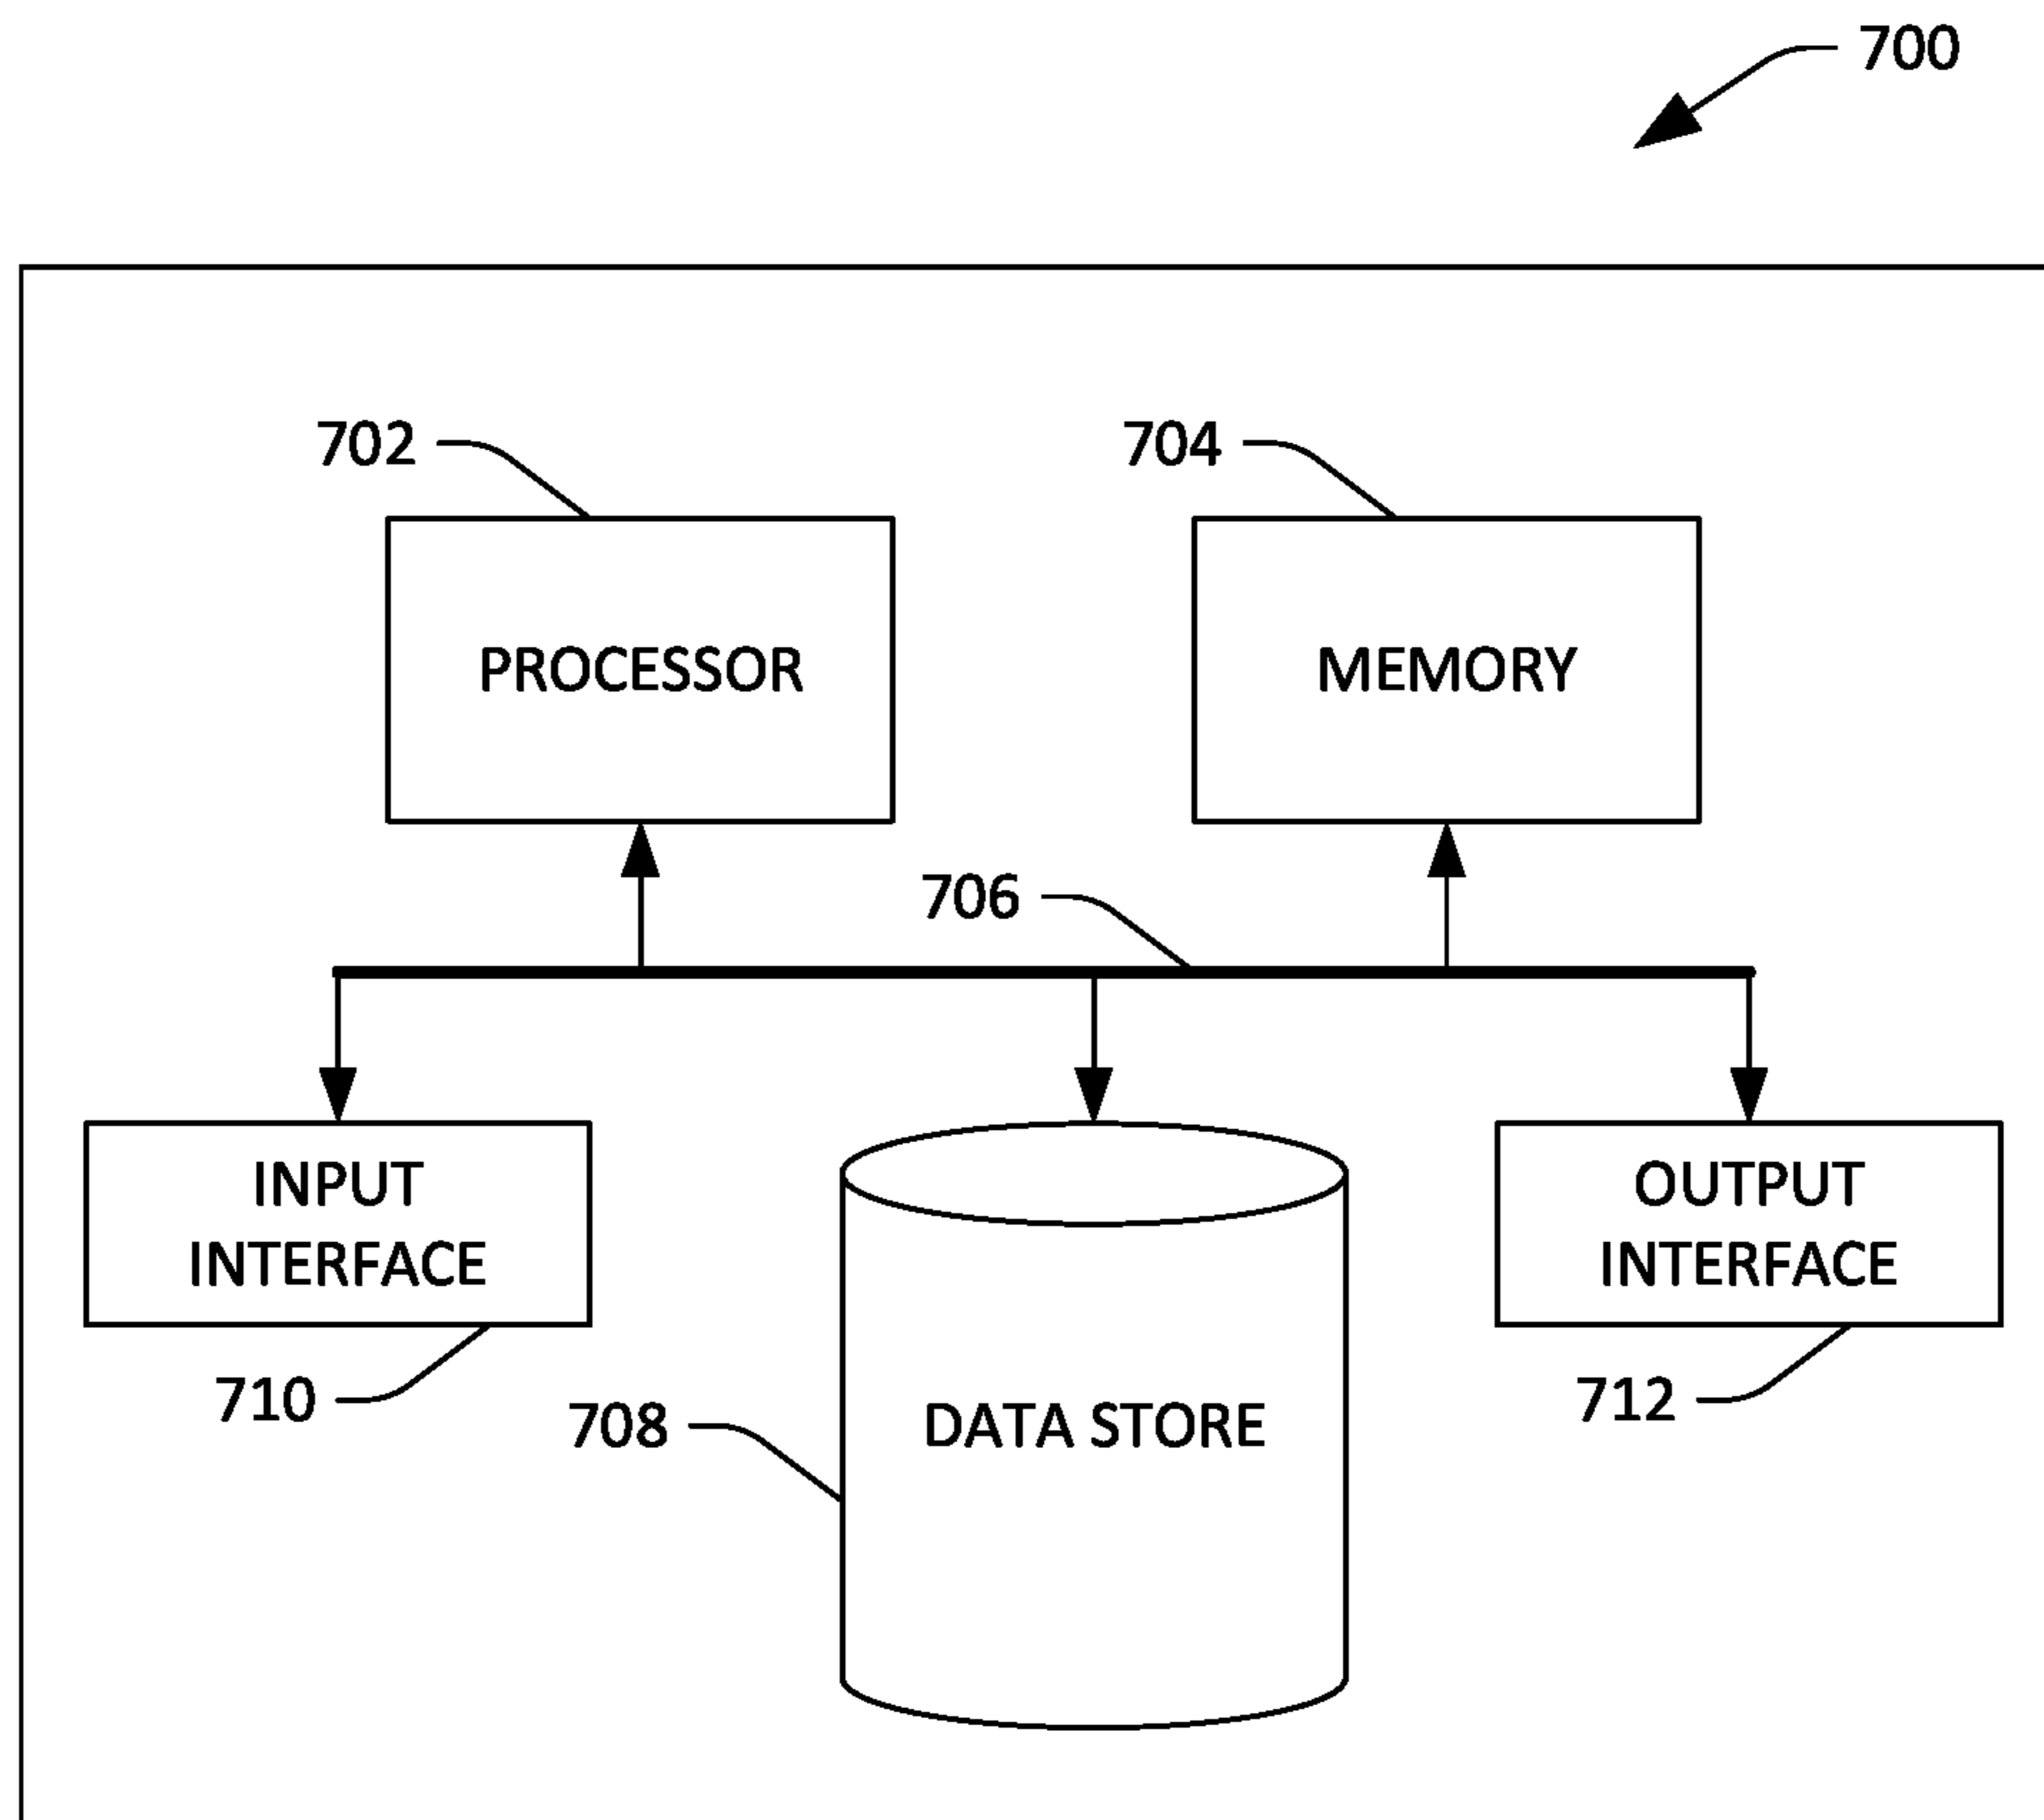 700
702
704
PROCESSOR
MEMORY
706
INPUT
INTERFACE
OUTPUT
INTERFACE
710
708
DATA STORE
712